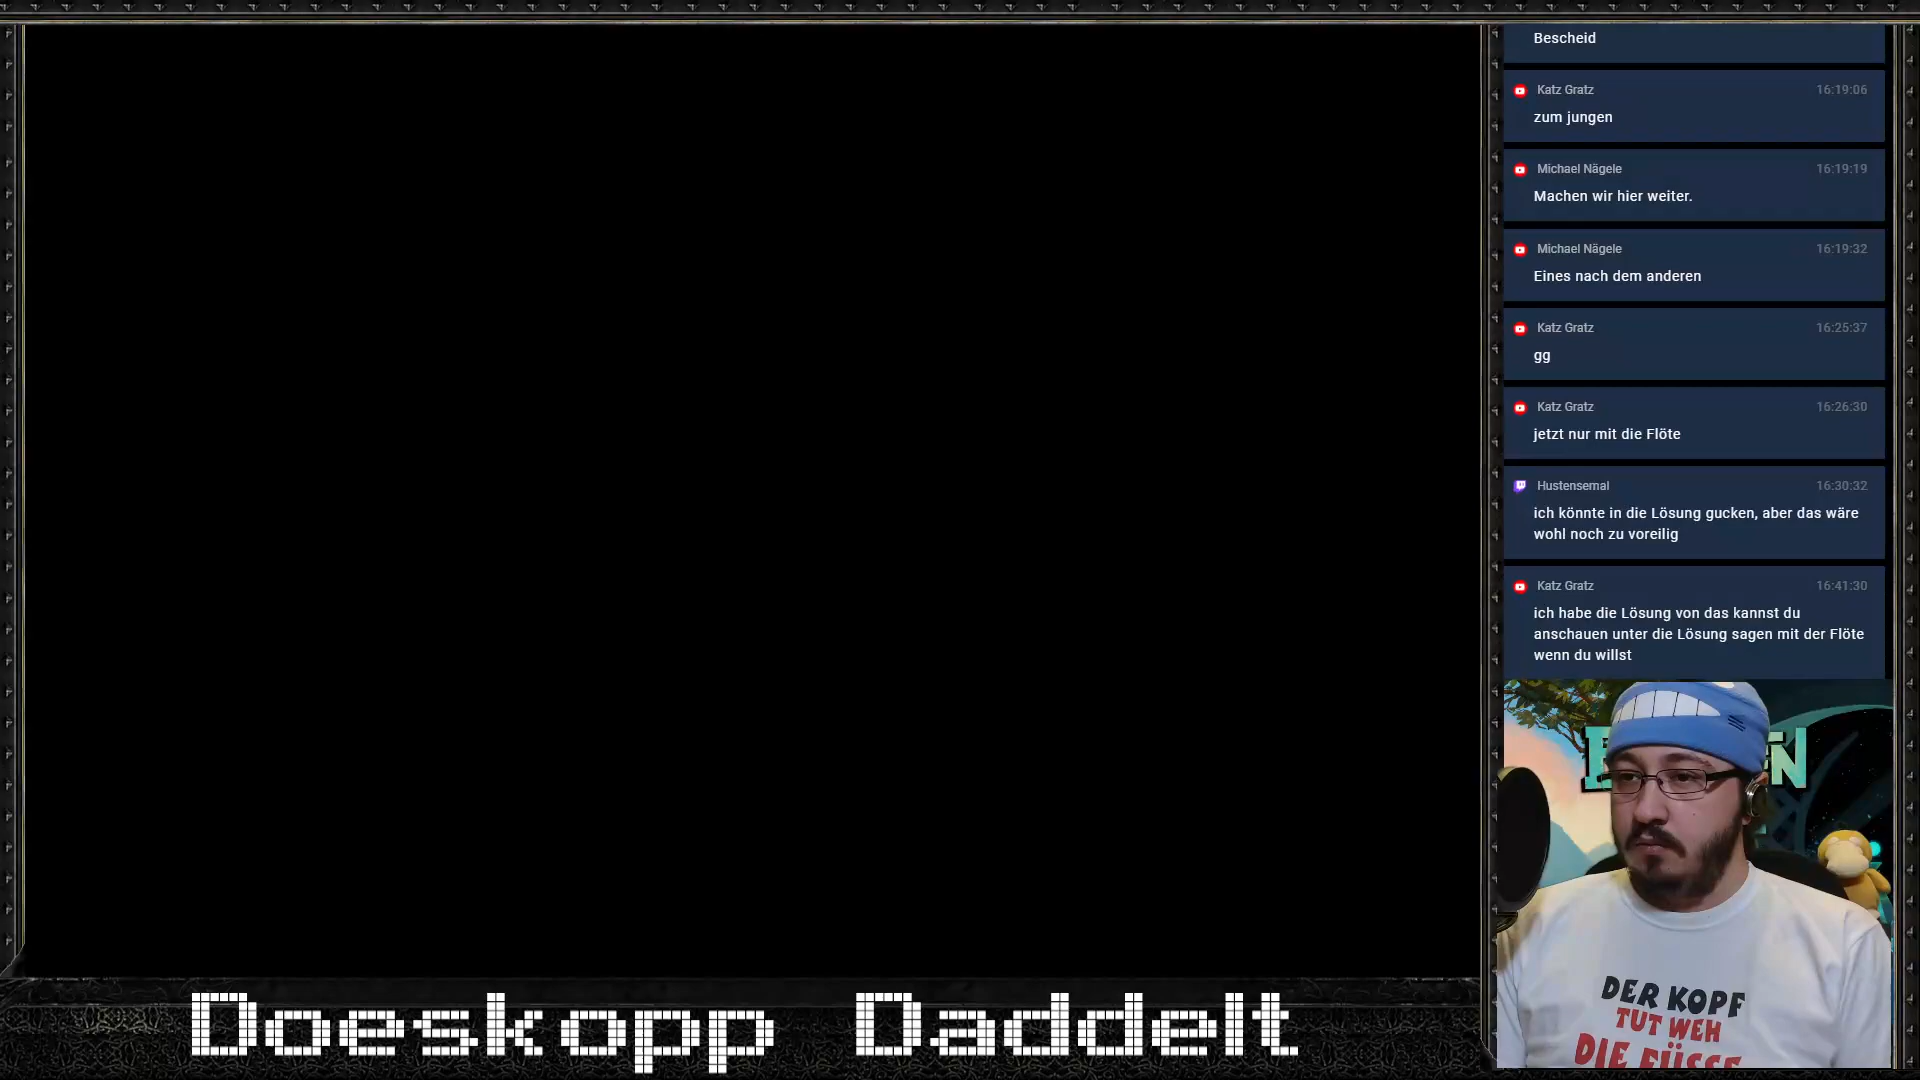 Bescheid
Katz Gratz 16:19:06
zum jungen
Michael Nägele 16:19:19
Machen wir hier weiter.
Michael Nägele 16:19:32
Eines nach dem anderen
Katz Gratz 16:25:37
gg
Katz Gratz 16:26:30
jetzt nur mit die Flöte
Hustensemal 16:30:32
ich könnte in die Lösung gucken, aber das wäre
wohl noch zu voreilig
Katz Gratz 16:41:30
ich habe die Lösung von das kannst du
anschauen unter die Lösung sagen mit der Flöte
wenn du willst
DER KOPF
TUT WEH
DIE FÜSSE
Doeskopp Daddelt